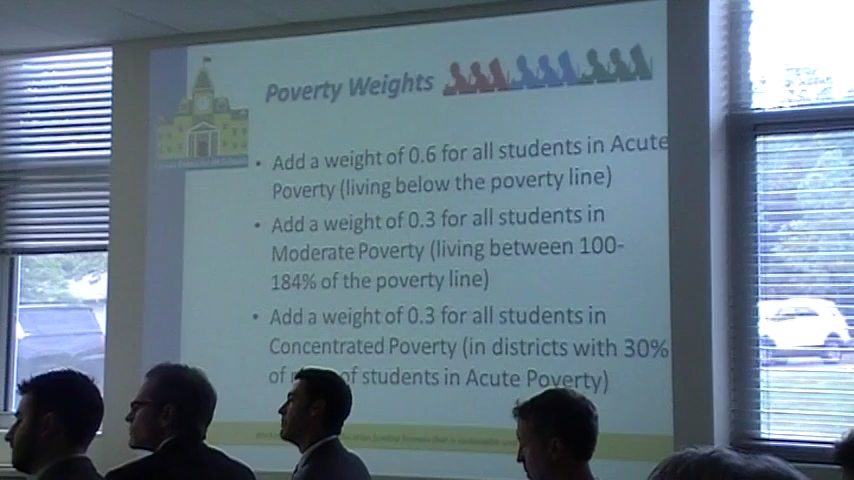 Poverty Weights
• Add a weight of 0.6 for all students in Acute
Poverty (living below the poverty line)
• Add a weight of 0.3 for all students in
Moderate Poverty (living between 100-
184% of the poverty line)
• Add a weight of 0.3 for all students in
Concentrated Poverty (in districts with 30%
of of students in Acute Poverty)